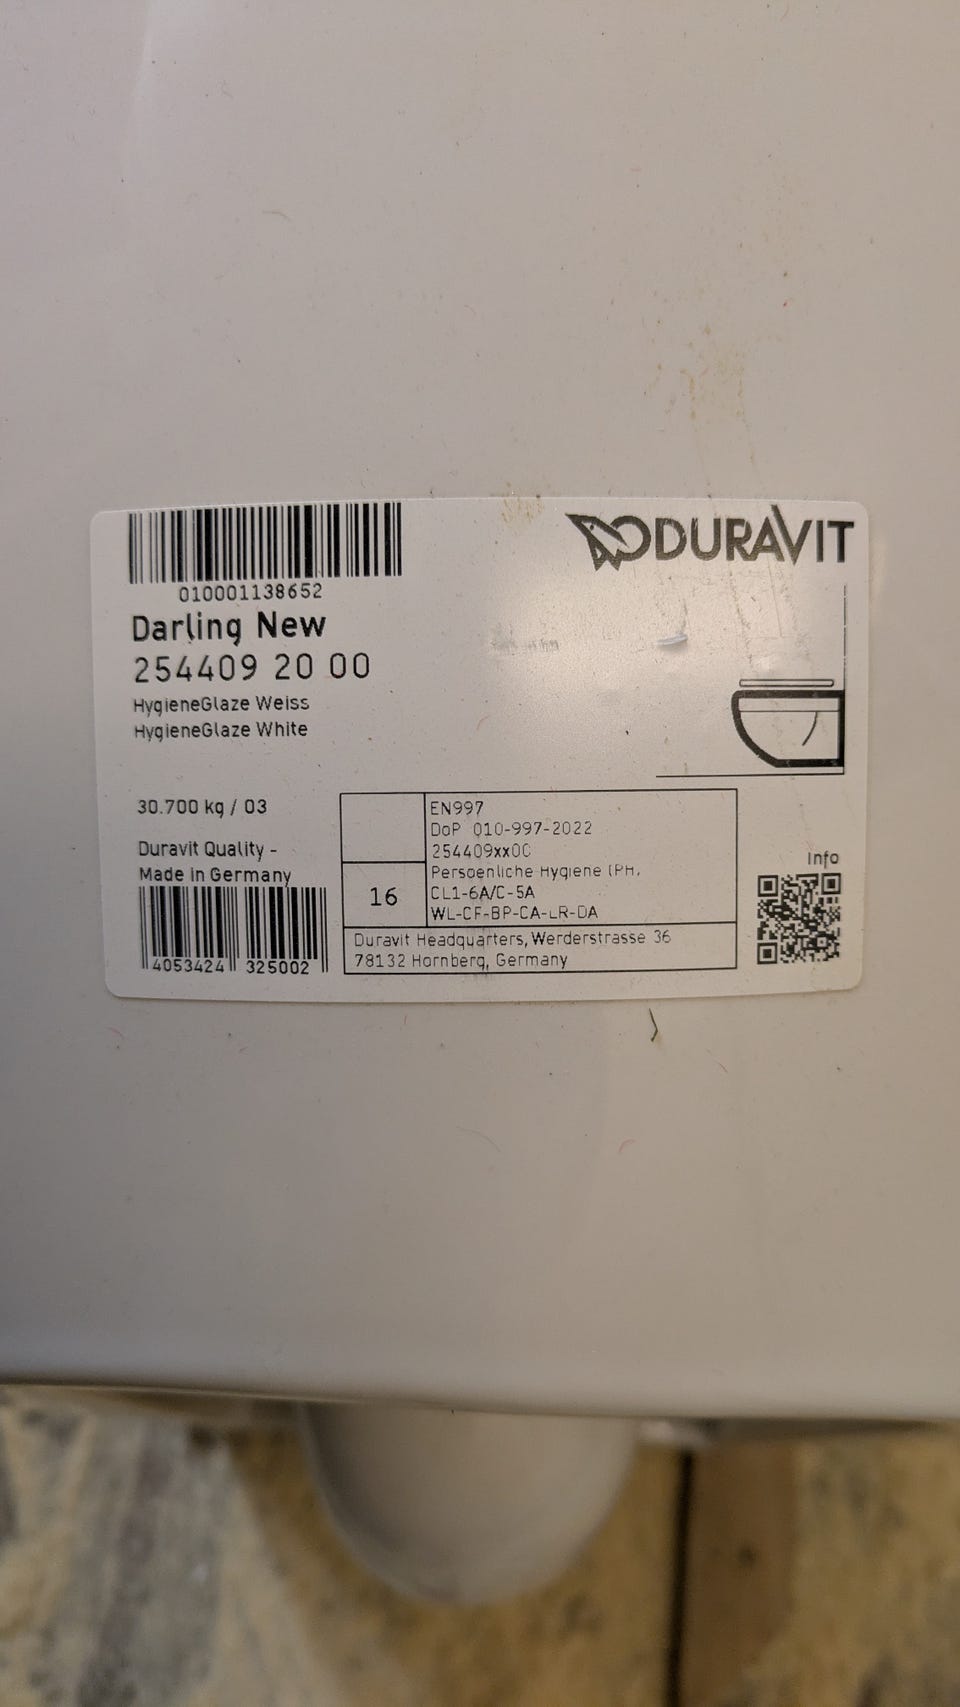 010001138652
DURAVIT
Darling New
254409 20 00
HygieneGlaze Weiss
HygieneGlaze White
30.700 kg / 03
Duravit Quality -
Made in Germany
4053424 325002
EN997
DoP 010-997-2022
254409xx00
Persoenliche Hygiene (PH,
16
CL1-6A/C-5A
WL-CF-BP-CA-LR-DA
Duravit Headquarters, Werderstrasse 36
78132 Hornberg, Germany
Info